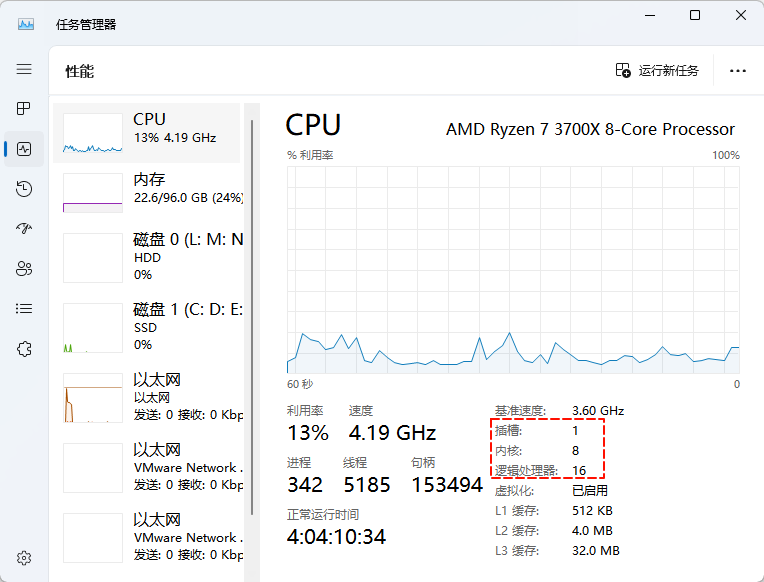 任务管理器
性能
运行新任务
CPU
13% 4.19 GHz
内存
22.6/96.0 GB (24%)
磁盘 0 (L: M: N
HDD
0%
磁盘 1 (C: D: E:
SSD
0%
以太网
以太网
发送: 0 接收: 0 Kbp
以太网
VMware Network .
发送: 0 接收: 0 Kbp
以太网
VMware Network .
发送: 0 接收: 0 Kbp
CPU
AMD Ryzen 7 3700X 8-Core Processor
% 利用率
100%
60 秒
0
利用率
速度
13%
4.19 GHz
进程
线程
句柄
342
5185
153494
正常运行时间
4:04:10:34
基准速度: 3.60 GHz
插槽: 1
内核: 8
逻辑处理器: 16
虚拟化: 已启用
L1 缓存: 512 KB
L2 缓存: 4.0 MB
L3 缓存: 32.0 MB